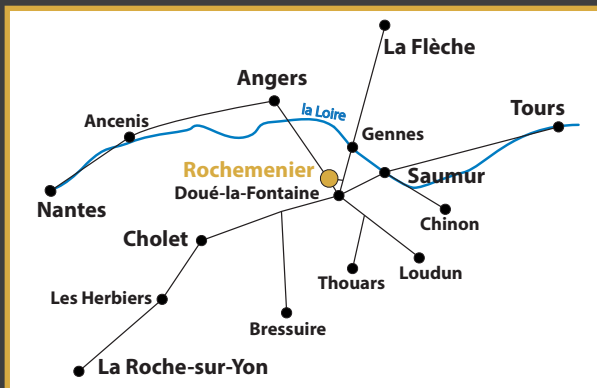 La Flèche
Angers
la Loire
Tours
Ancenis
Gennes
Rochemenier
Saumur
Doué-la-Fontaine
Nantes
Chinon
Cholet
Loudun
Thouars
Les Herbiers
Bressuire
La Roche-sur-Yon